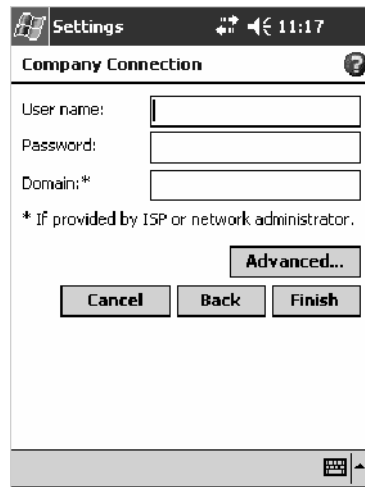 Settings 11:17
Company Connection
User name:
Password:
Domain:*
* If provided by ISP or network administrator.
Advanced...
Cancel Back Finish